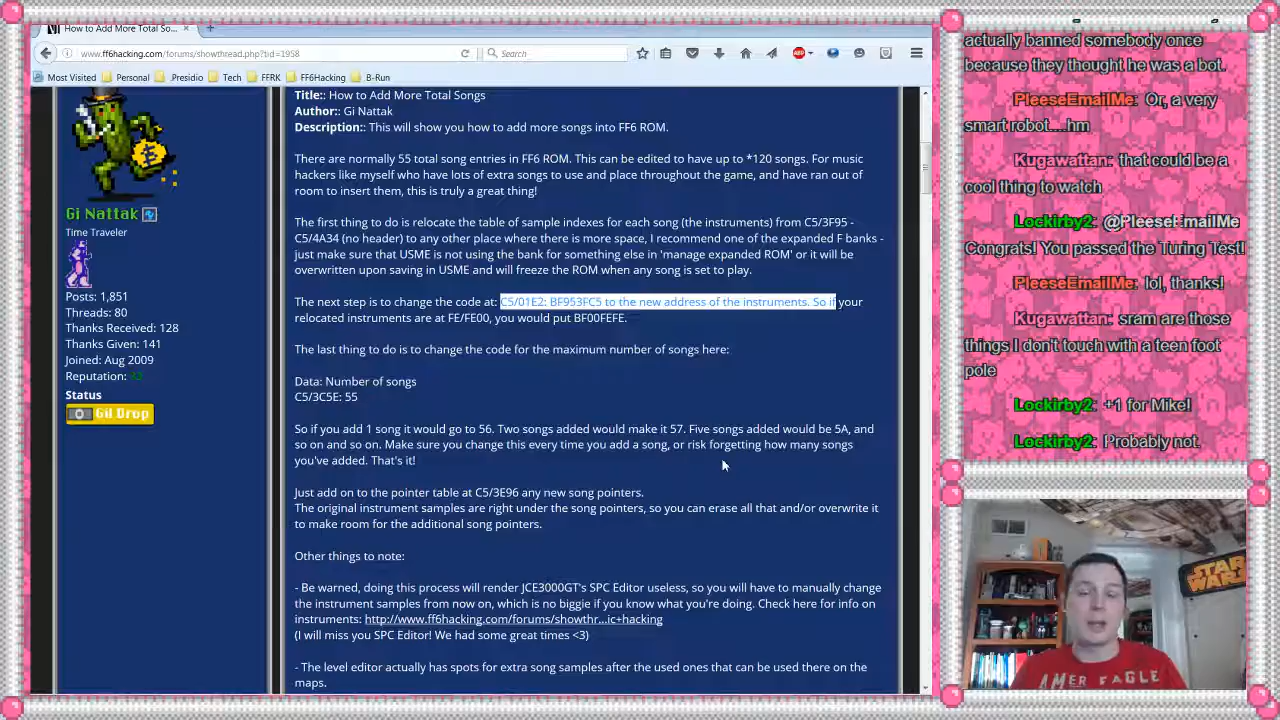 How to Add More Total So...
www.ff6hacking.com/forums/showthread.php?tid=1958
Search
ABP
Most Visited
Personal
.Presidio
Tech
FFRK
FF6Hacking
B-Run
Gi Nattak
Time Traveler
Posts: 1,851
Threads: 80
Thanks Received: 128
Thanks Given: 141
Joined: Aug 2009
Reputation:
Status
Gil Drop
Title:: How to Add More Total Songs
Author:: Gi Nattak
Description:: This will show you how to add more songs into FF6 ROM.
There are normally 55 total song entries in FF6 ROM. This can be edited to have up to *120 songs. For music
hackers like myself who have lots of extra songs to use and place throughout the game, and have ran out of
room to insert them, this is truly a great thing!
The first thing to do is relocate the table of sample indexes for each song (the instruments) from C5/3F95 -
C5/4A34 (no header) to any other place where there is more space, I recommend one of the expanded F banks -
just make sure that USME is not using the bank for something else in 'manage expanded ROM' or it will be
overwritten upon saving in USME and will freeze the ROM when any song is set to play.
The next step is to change the code at: C5/01E2: BF953FC5 to the new address of the instruments. So if your
relocated instruments are at FE/FE00, you would put BF00FEFE.
The last thing to do is to change the code for the maximum number of songs here:
Data: Number of songs
C5/3C5E: 55
So if you add 1 song it would go to 56. Two songs added would make it 57. Five songs added would be 5A, and
so on and so on. Make sure you change this every time you add a song, or risk forgetting how many songs
you've added. That's it!
Just add on to the pointer table at C5/3E96 any new song pointers.
The original instrument samples are right under the song pointers, so you can erase all that and/or overwrite it
to make room for the additional song pointers.
Other things to note:
- Be warned, doing this process will render JCE3000GT's SPC Editor useless, so you will have to manually change
the instrument samples from now on, which is no biggie if you know what you're doing. Check here for info on
instruments: http://www.ff6hacking.com/forums/showthr...ic+hacking
(I will miss you SPC Editor! We had some great times <3)
- The level editor actually has spots for extra song samples after the used ones that can be used there on the
maps.
actually banned somebody once
because they thought he was a bot.
PleeseEmailMe: Or, a very
smart robot....hm
Kugawattan: that could be a
cool thing to watch
Lockirby2: @PleeseEmailMe
Congrats! You passed the Turing Test!
PleeseEmailMe: lol, thanks!
Kugawattan: sram are those
things I don't touch with a teen foot
pole
Lockirby2: +1 for Mike!
Lockirby2: Probably not.
STAR
WARS
AMER EAGLE